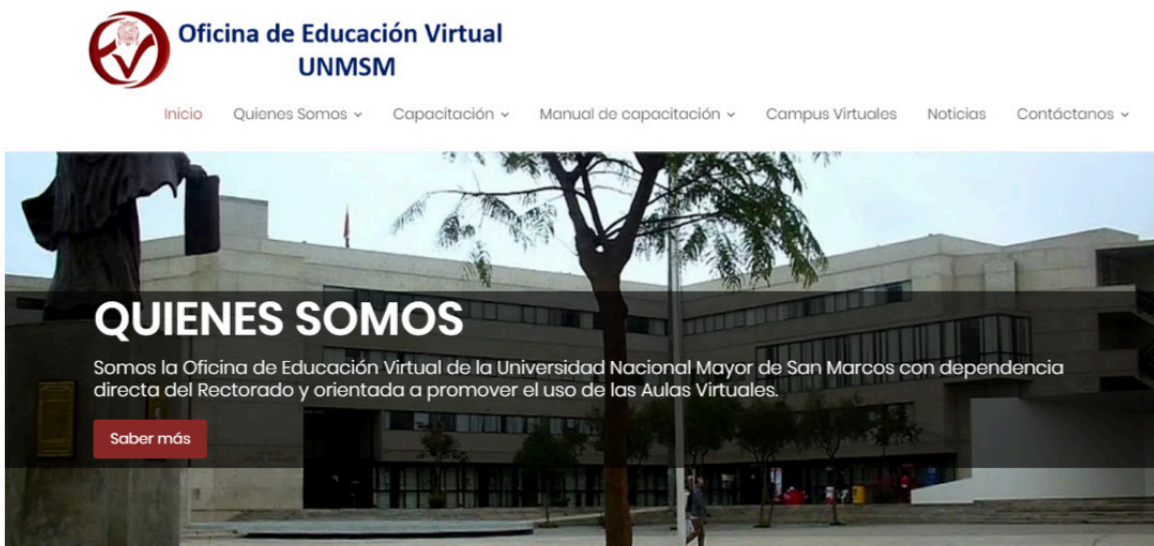 Oficina de Educación Virtual
UNMSM
Inicio Quienes Somos Capacitación Manual de capacitación Campus Virtuales Noticias Contáctanos
QUIENES SOMOS
Somos la Oficina de Educación Virtual de la Universidad Nacional Mayor de San Marcos con dependencia
directa del Rectorado y orientada a promover el uso de las Aulas Virtuales.
Saber más